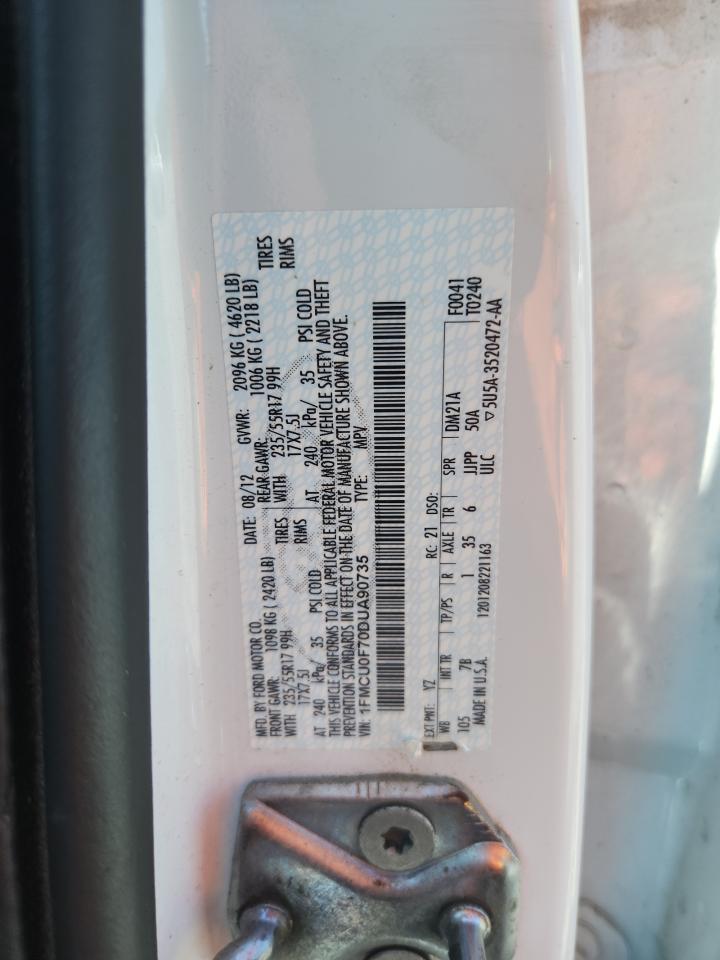 MFD. BY FORD MOTOR CO.
DATE: 08/12 GVWR: 2096 KG ( 4620 LB)
FRONT GAWR: 1098 KG (2420 LB) REAR GAWR: 1006 KG ( 2218 LB)
WITH 235/55R17 99H TIRES WITH 235/55R17 99H TIRES
17X7.5J RIMS 17X7.5J RIMS
AT 240 kPa/ 35 PSI COLD AT 240 kPa/ 35 PSI COLD
THIS VEHICLE CONFORMS TO ALL APPLICABLE FEDERAL MOTOR VEHICLE SAFETY AND THEFT
PREVENTION STANDARDS IN EFFECT ON THE DATE OF MANUFACTURE SHOWN ABOVE.
VIN: 1FMCU0F70DUA90735 TYPE: MPV
EXT PNT: YZ RC: 21 DSO: F0041
WB INT TR TP/PS R AXLE TR SPR DM21A T0240
105 7B 1 35 6 JJPP 50A
MADE IN U.S.A. 1201208221163 ULC ▽5U5A-3520472-AA